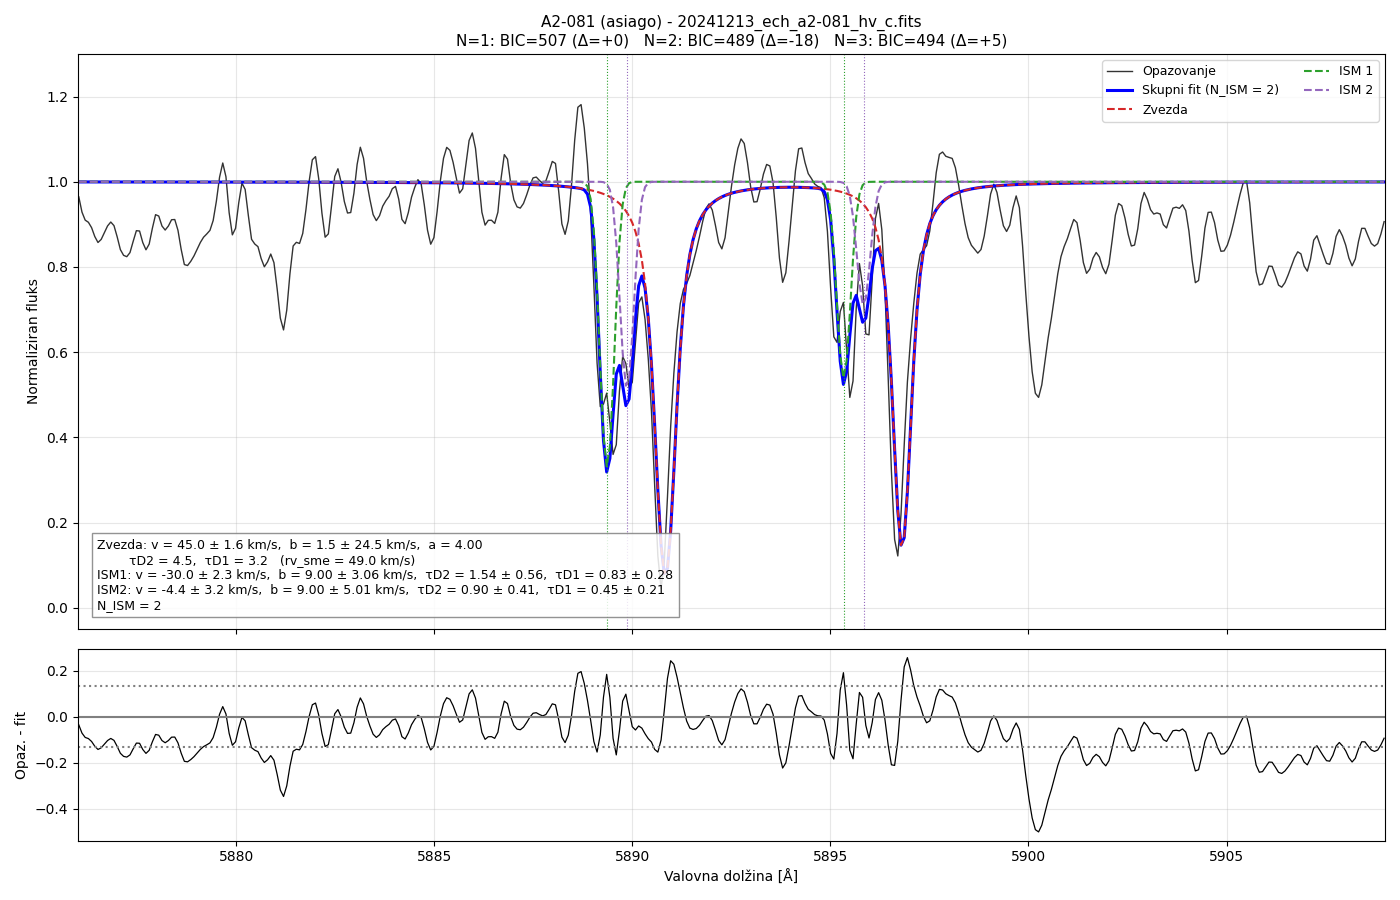 A2-081 (asiago) - 20241213_ech_a2-081_hv_c.fits
N=1: BIC=507 (Δ=+0)   N=2: BIC=489 (Δ=-18)   N=3: BIC=494 (Δ=+5)
Opazovanje
Skupni fit (N_ISM = 2)
Zvezda
ISM 1
ISM 2
Normaliziran fluks
1.2
1.0
0.8
0.6
0.4
0.2
0.0
Zvezda: v = 45.0 ± 1.6 km/s,  b = 1.5 ± 24.5 km/s,  a = 4.00
τD2 = 4.5,  τD1 = 3.2   (rv_sme = 49.0 km/s)
ISM1: v = -30.0 ± 2.3 km/s,  b = 9.00 ± 3.06 km/s,  τD2 = 1.54 ± 0.56,  τD1 = 0.83 ± 0.28
ISM2: v = -4.4 ± 3.2 km/s,  b = 9.00 ± 5.01 km/s,  τD2 = 0.90 ± 0.41,  τD1 = 0.45 ± 0.21
N_ISM = 2
Opaz. - fit
0.2
0.0
−0.2
−0.4
5880
5885
5890
5895
5900
5905
Valovna dolžina [Å]